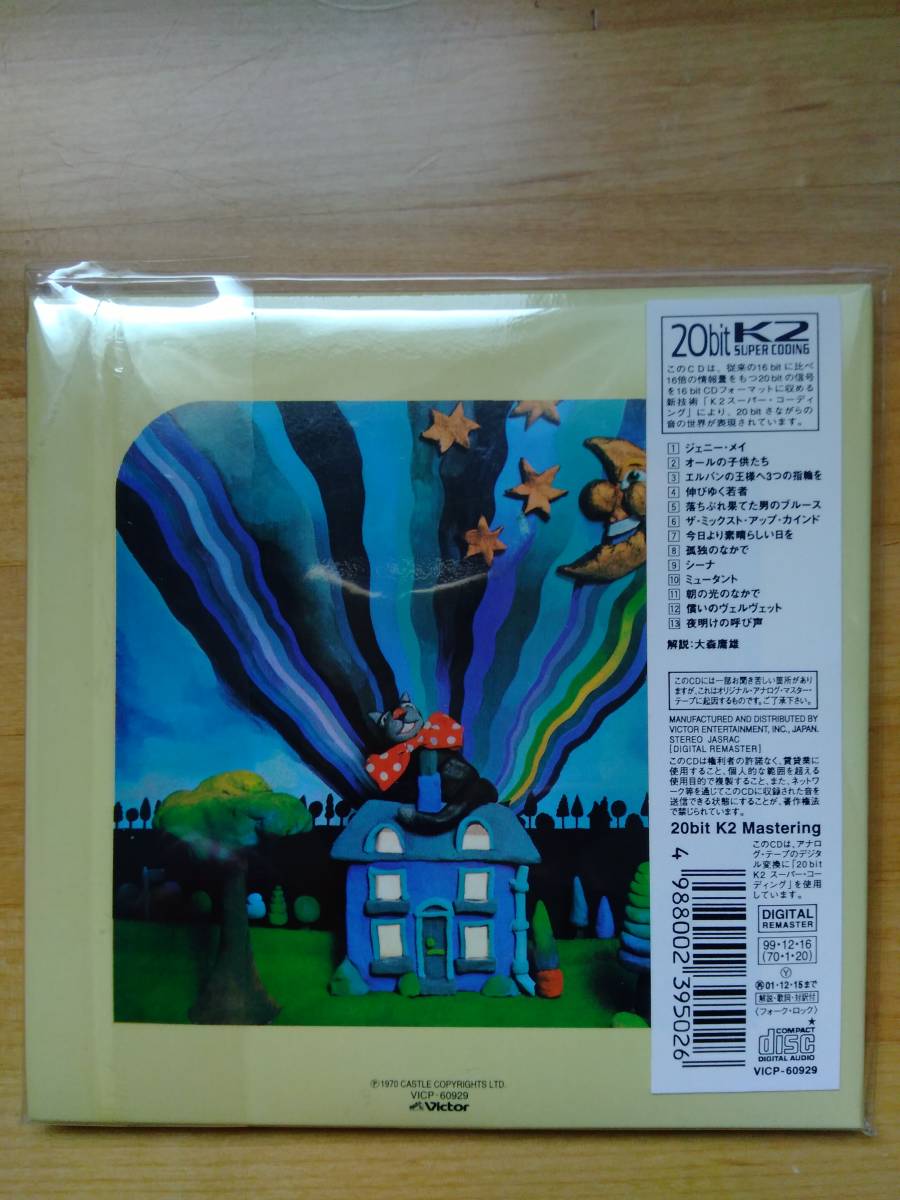 20bit K2
SUPER CODING
このCDは、従来の16 bitに比べ
16倍の情報量をもつ20 bitの信号
を16 bit CDフォーマットに収める
新技術「K2スーパー・コーディ
ング」により、20 bitさながらの
音の世界が表現されています。
1 ジェニー・メイ
2 オールの子供たち
3 エルバンの王様へ3つの指輪を
4 伸びゆく若者
5 落ちぶれ果てた男のブルース
6 ザ・ミックスト・アップ・カインド
7 今日より素晴らしい日を
8 孤独のなかで
9 シーナ
10 ミュータント
11 朝の光のなかで
12 償いのヴェルヴェット
13 夜明けの呼び声
解説：大森庸雄
このCDには一部お聞き苦しい箇所があり
ますが、これはオリジナル・アナログ・マスター・
テープに起因するものです。ご了承下さい。
MANUFACTURED AND DISTRIBUTED BY
VICTOR ENTERTAINMENT, INC., JAPAN.
STEREO JASRAC
[DIGITAL REMASTER]
このCDは権利者の許諾なく、賃貸業に
使用すること、個人的な範囲を超える
使用目的で複製すること、また、ネットワ
ーク等を通じてこのCDに収録された音を
送信できる状態にすることが、著作権法
で禁じられています。
20bit K2 Mastering
このCDは、アナロ
グ・テープのデジタ
ル変換に「20 bit
K2 スーパー・コー
ディング」を使用
しています。
4 988002 395026
DIGITAL
REMASTER
99・12・16
(70・1・20)
Y
再01・12・15まで
解説・歌詞・対訳付
〈フォーク・ロック〉
★
COMPACT
disc
DIGITAL AUDIO
VICP-60929
Ⓟ1970 CASTLE COPYRIGHTS LTD.
VICP-60929
Victor